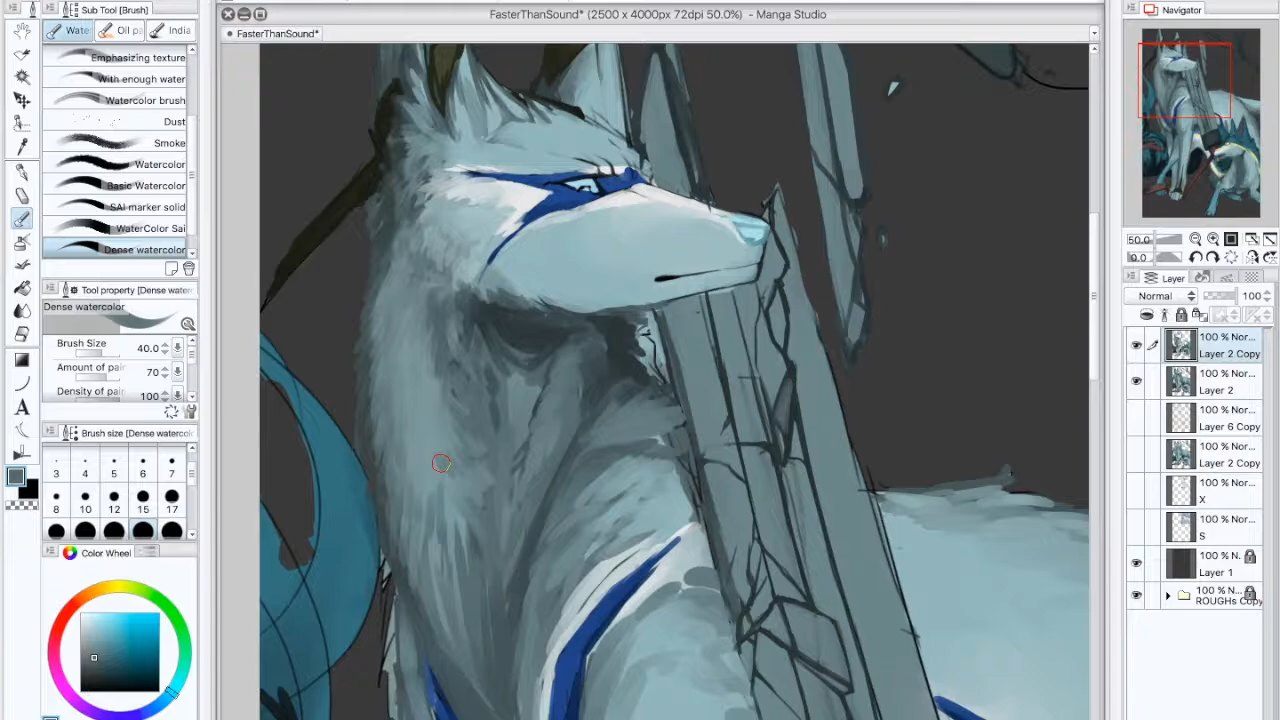 Sub Tool [Brush]
FasterThanSound* (2500 x 4000px 72dpi 50.0%) - Manga Studio
Navigator
Wate
Oil pa
India
FasterThanSound*
Emphasizing texture
With enough water
Watercolor brush
Dust
Smoke
Watercolor
Basic Watercolor
SAI marker solid
WaterColor Sai
Dense watercolor
Tool property [Dense water
Dense watercolor
Brush Size
40.0
Amount of pai
70
Density of pai
100
Brush size [Dense waterco
3
4
5
6
7
8
10
12
15
17
Color Wheel
50.0
0.0
Layer
Normal
100
100 % Nor...
Layer 2 Copy
100 % Nor...
Layer 2
100 % Nor...
Layer 6 Copy
100 % Nor...
Layer 2 Copy
100 % Nor...
X
100 % Nor...
S
100 % N.
Layer 1
100 % N...
ROUGHs Copy